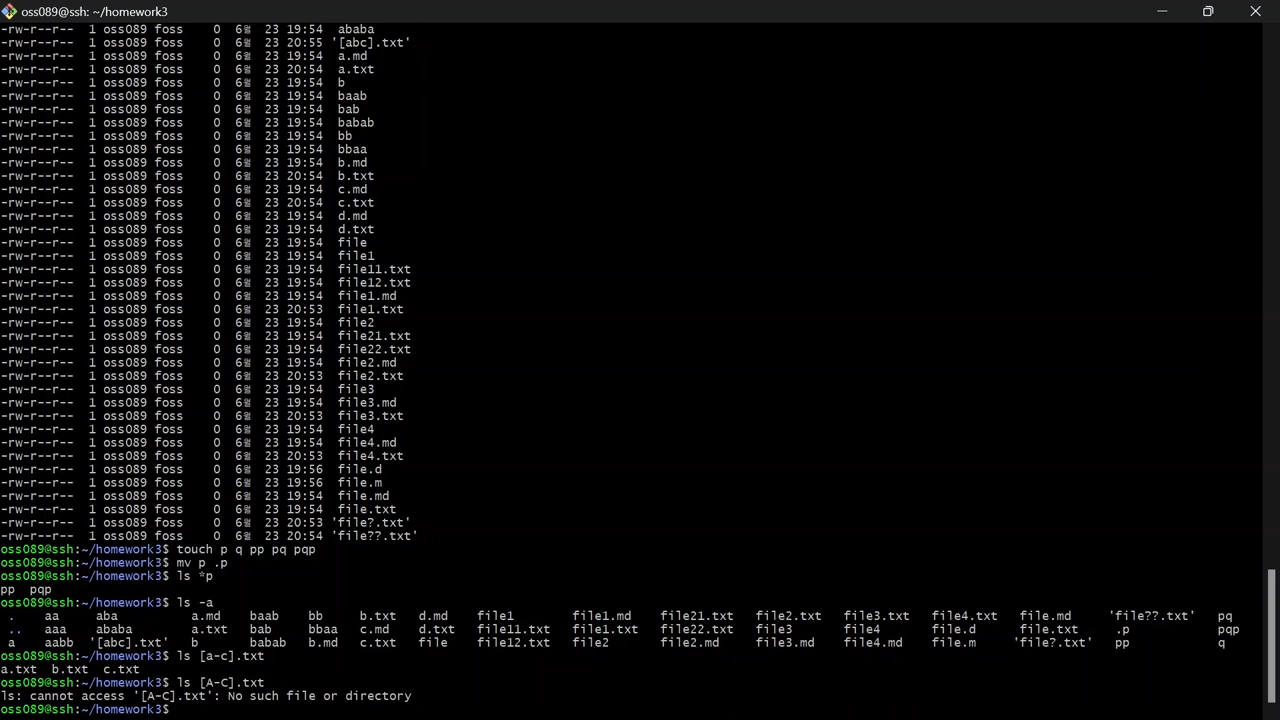 oss089@ssh: ~/homework3
-rw-r--r-- 1 oss089 foss 0 6월 23 19:54 ababa
-rw-r--r-- 1 oss089 foss 0 6월 23 20:55 '[abc].txt'
-rw-r--r-- 1 oss089 foss 0 6월 23 19:54 a.md
-rw-r--r-- 1 oss089 foss 0 6월 23 20:54 a.txt
-rw-r--r-- 1 oss089 foss 0 6월 23 19:54 b
-rw-r--r-- 1 oss089 foss 0 6월 23 19:54 baab
-rw-r--r-- 1 oss089 foss 0 6월 23 19:54 bab
-rw-r--r-- 1 oss089 foss 0 6월 23 19:54 babab
-rw-r--r-- 1 oss089 foss 0 6월 23 19:54 bb
-rw-r--r-- 1 oss089 foss 0 6월 23 19:54 bbaa
-rw-r--r-- 1 oss089 foss 0 6월 23 19:54 b.md
-rw-r--r-- 1 oss089 foss 0 6월 23 20:54 b.txt
-rw-r--r-- 1 oss089 foss 0 6월 23 19:54 c.md
-rw-r--r-- 1 oss089 foss 0 6월 23 20:54 c.txt
-rw-r--r-- 1 oss089 foss 0 6월 23 19:54 d.md
-rw-r--r-- 1 oss089 foss 0 6월 23 19:54 d.txt
-rw-r--r-- 1 oss089 foss 0 6월 23 19:54 file
-rw-r--r-- 1 oss089 foss 0 6월 23 19:54 file1
-rw-r--r-- 1 oss089 foss 0 6월 23 19:54 file11.txt
-rw-r--r-- 1 oss089 foss 0 6월 23 19:54 file12.txt
-rw-r--r-- 1 oss089 foss 0 6월 23 19:54 file1.md
-rw-r--r-- 1 oss089 foss 0 6월 23 20:53 file1.txt
-rw-r--r-- 1 oss089 foss 0 6월 23 19:54 file2
-rw-r--r-- 1 oss089 foss 0 6월 23 19:54 file21.txt
-rw-r--r-- 1 oss089 foss 0 6월 23 19:54 file22.txt
-rw-r--r-- 1 oss089 foss 0 6월 23 19:54 file2.md
-rw-r--r-- 1 oss089 foss 0 6월 23 20:53 file2.txt
-rw-r--r-- 1 oss089 foss 0 6월 23 19:54 file3
-rw-r--r-- 1 oss089 foss 0 6월 23 19:54 file3.md
-rw-r--r-- 1 oss089 foss 0 6월 23 20:53 file3.txt
-rw-r--r-- 1 oss089 foss 0 6월 23 19:54 file4
-rw-r--r-- 1 oss089 foss 0 6월 23 19:54 file4.md
-rw-r--r-- 1 oss089 foss 0 6월 23 20:53 file4.txt
-rw-r--r-- 1 oss089 foss 0 6월 23 19:56 file.d
-rw-r--r-- 1 oss089 foss 0 6월 23 19:56 file.m
-rw-r--r-- 1 oss089 foss 0 6월 23 19:54 file.md
-rw-r--r-- 1 oss089 foss 0 6월 23 19:54 file.txt
-rw-r--r-- 1 oss089 foss 0 6월 23 20:53 'file?.txt'
-rw-r--r-- 1 oss089 foss 0 6월 23 20:54 'file??.txt'
oss089@ssh:~/homework3$ touch p q pp pq pqp
oss089@ssh:~/homework3$ mv p .p
oss089@ssh:~/homework3$ ls *p
pp pqp
oss089@ssh:~/homework3$ ls -a
. aa aba a.md baab bb b.txt d.md file1 file1.md file21.txt file2.txt file3.txt file4.txt file.md 'file??.txt' pq
.. aaa ababa a.txt bab bbaa c.md d.txt file11.txt file1.txt file22.txt file3 file4 file.d file.txt .p pqp
a aabb '[abc].txt' b babab b.md c.txt file file12.txt file2 file2.md file3.md file4.md file.m 'file?.txt' pp q
oss089@ssh:~/homework3$ ls [a-c].txt
a.txt b.txt c.txt
oss089@ssh:~/homework3$ ls [A-C].txt
ls: cannot access '[A-C].txt': No such file or directory
oss089@ssh:~/homework3$